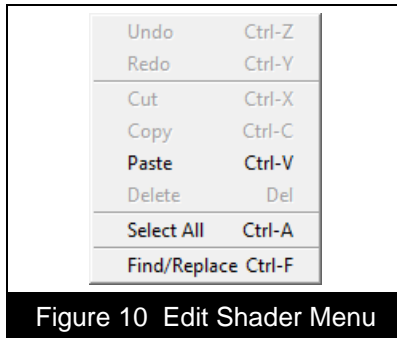 Undo Ctrl-Z
Redo Ctrl-Y
Cut Ctrl-X
Copy Ctrl-C
Paste Ctrl-V
Delete Del
Select All Ctrl-A
Find/Replace Ctrl-F
Figure 10 Edit Shader Menu